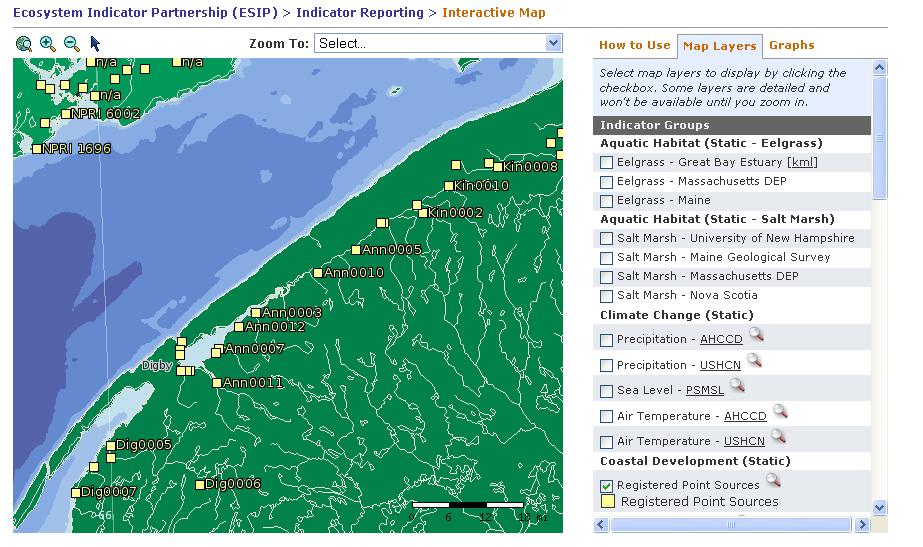 Ecosystem Indicator Partnership (ESIP) > Indicator Reporting > Interactive Map
Zoom To: Select...
How to Use Map Layers Graphs
Select map layers to display by clicking the
checkbox. Some layers are detailed and
won't be available until you zoom in.
Indicator Groups
Aquatic Habitat (Static - Eelgrass)
Eelgrass - Great Bay Estuary [kml]
Eelgrass - Massachusetts DEP
Eelgrass - Maine
Aquatic Habitat (Static - Salt Marsh)
Salt Marsh - University of New Hampshire
Salt Marsh - Maine Geological Survey
Salt Marsh - Massachusetts DEP
Salt Marsh - Nova Scotia
Climate Change (Static)
Precipitation - AHCCD
Precipitation - USHCN
Sea Level - PSMSL
Air Temperature - AHCCD
Air Temperature - USHCN
Coastal Development (Static)
Registered Point Sources
Registered Point Sources
n/a
n/a
n/a
NPRI 6002
NPRI 1696
Kin0008
Kin0010
Kin0002
Ann0005
Ann0010
Ann0003
Ann0012
Ann0007
Digby
Ann0011
Dig0005
Dig0006
Dig0007
-66
0 6 12 18 mi